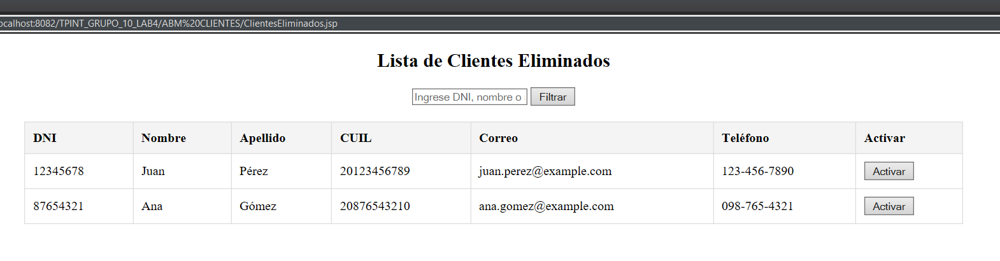 ocalhost:8082/TPINT_GRUPO_10_LAB4/ABM%20CLIENTES/ClientesEliminados.jsp
Lista de Clientes Eliminados
Ingrese DNI, nombre o Filtrar
DNI Nombre Apellido CUIL Correo Teléfono Activar
12345678 Juan Pérez 20123456789 juan.perez@example.com 123-456-7890 Activar
87654321 Ana Gómez 20876543210 ana.gomez@example.com 098-765-4321 Activar